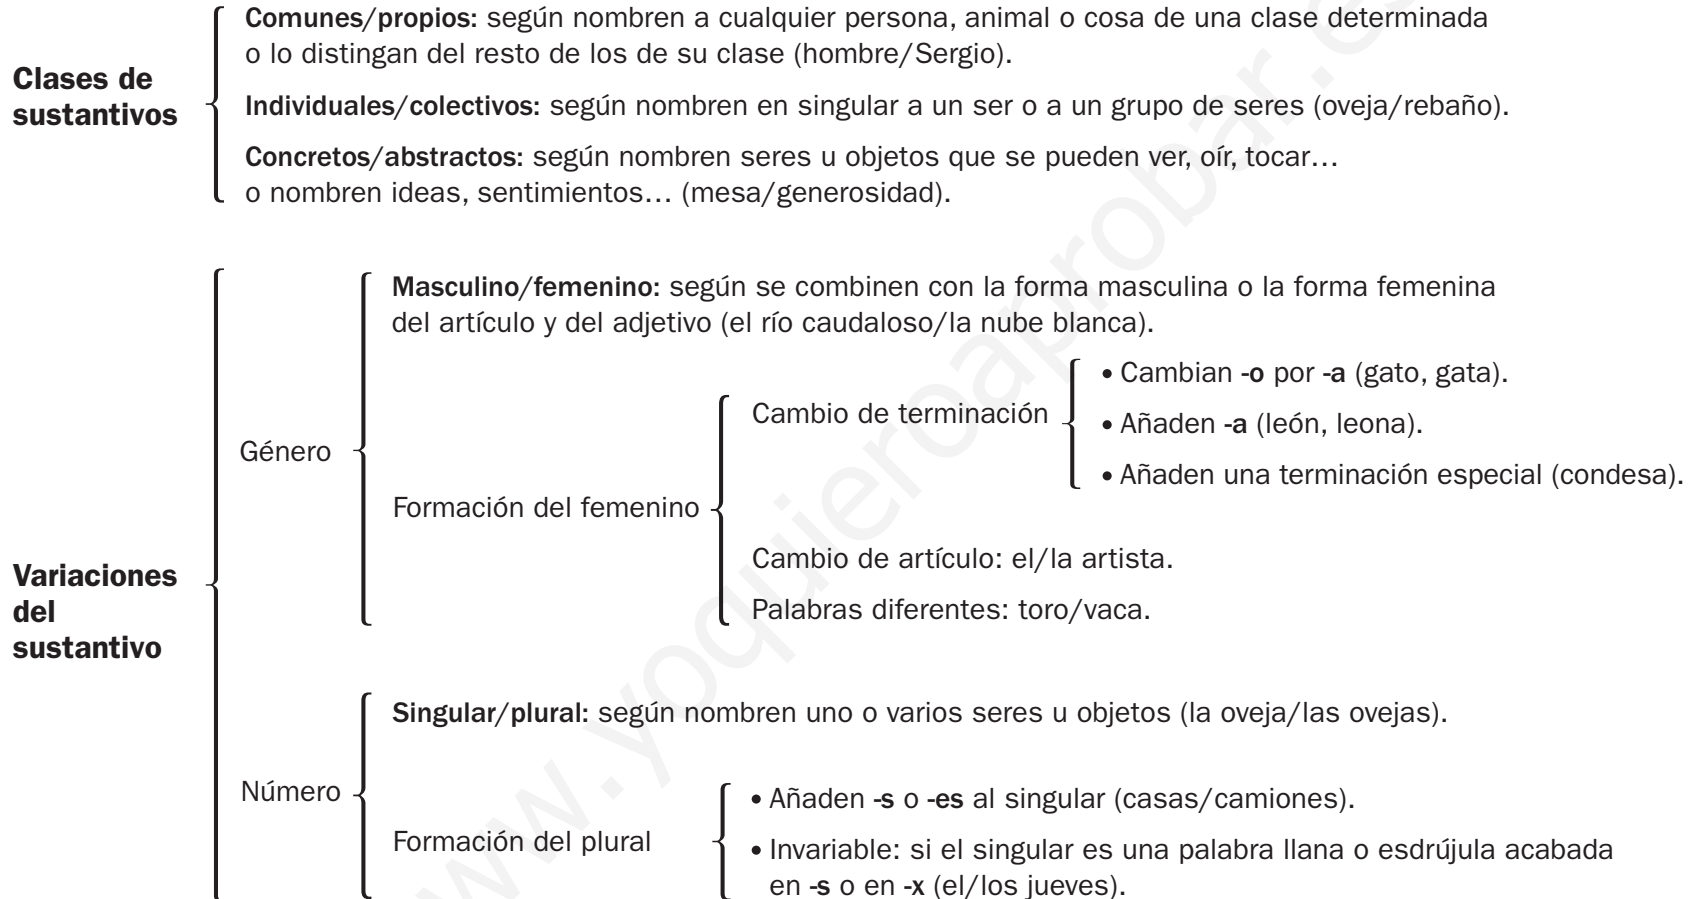 Clases de
sustantivos
Comunes/propios: según nombren a cualquier persona, animal o cosa de una clase determinada
o lo distingan del resto de los de su clase (hombre/Sergio).
Individuales/colectivos: según nombren en singular a un ser o a un grupo de seres (oveja/rebaño).
Concretos/abstractos: según nombren seres u objetos que se pueden ver, oír, tocar…
o nombren ideas, sentimientos… (mesa/generosidad).
Variaciones
del
sustantivo
Género
Masculino/femenino: según se combinen con la forma masculina o la forma femenina
del artículo y del adjetivo (el río caudaloso/la nube blanca).
Formación del femenino
Cambio de terminación
• Cambian -o por -a (gato, gata).
• Añaden -a (león, leona).
• Añaden una terminación especial (condesa).
Cambio de artículo: el/la artista.
Palabras diferentes: toro/vaca.
Número
Singular/plural: según nombren uno o varios seres u objetos (la oveja/las ovejas).
Formación del plural
• Añaden -s o -es al singular (casas/camiones).
• Invariable: si el singular es una palabra llana o esdrújula acabada
en -s o en -x (el/los jueves).
www.yoquieroaprobar.es